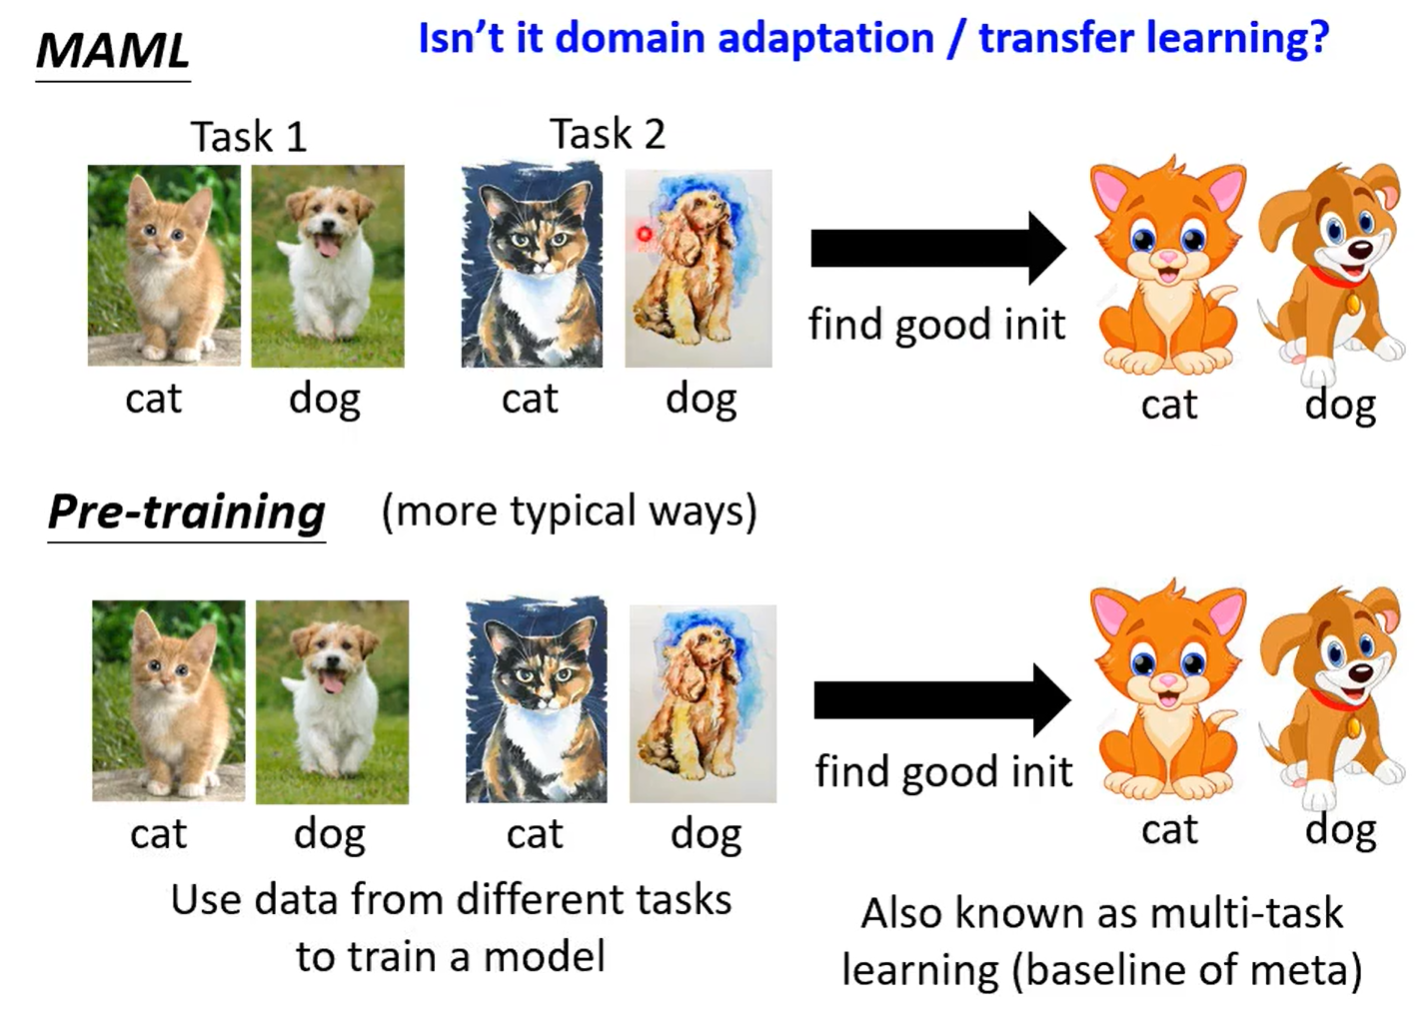 MAML
Isn't it domain adaptation / transfer learning?
Task 1
Task 2
cat
dog
cat
dog
find good init
cat
dog
Pre-training
(more typical ways)
cat
dog
cat
dog
find good init
cat
dog
Use data from different tasks
to train a model
Also known as multi-task
learning (baseline of meta)